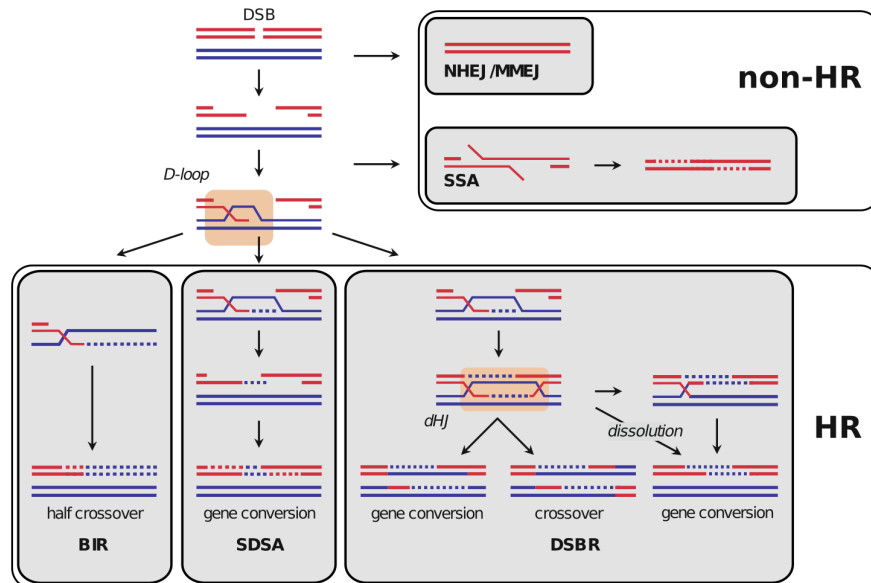 DSB
NHEJ/MMEJ
non-HR
SSA
D-loop
HR
half crossover
BIR
gene conversion
SDSA
dHJ
dissolution
gene conversion
crossover
gene conversion
DSBR